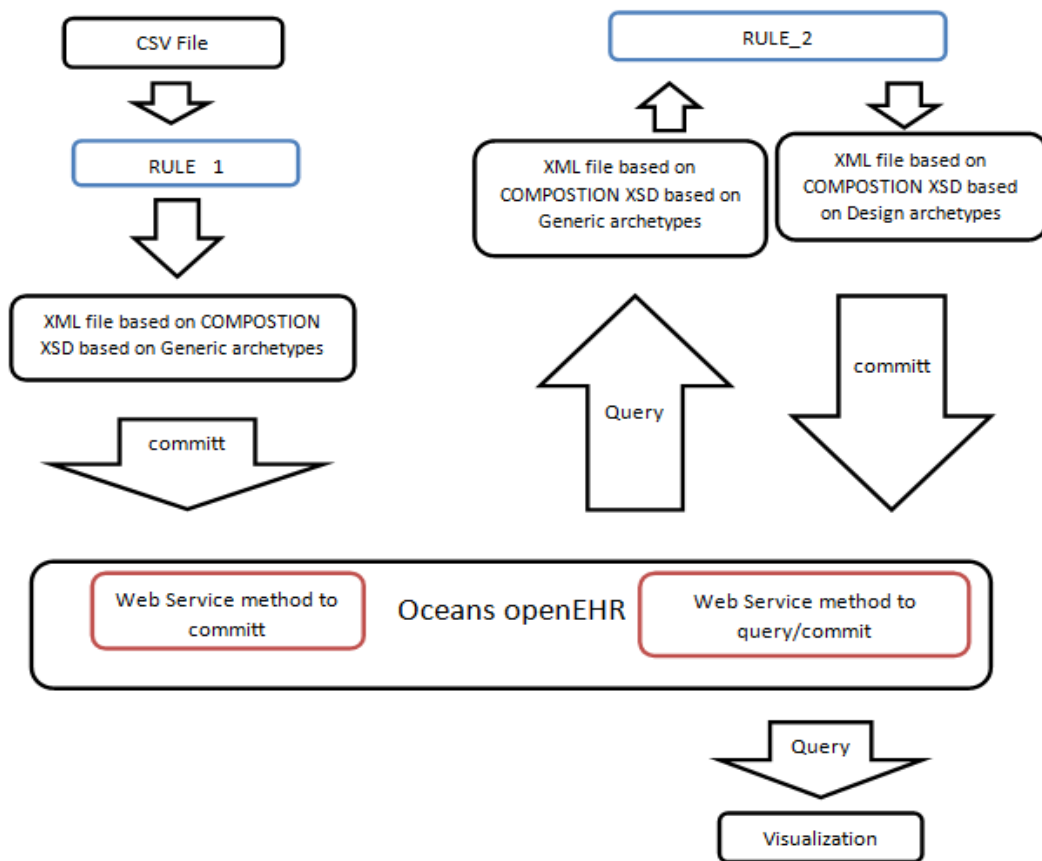 CSV File
RULE_1
XML file based on COMPOSTION
XSD based on Generic archetypes
committ
RULE_2
XML file based on
COMPOSTION XSD based on
Generic archetypes
XML file based on
COMPOSTION XSD based
on Design archetypes
Query
committ
Web Service method to
committ
Oceans openEHR
Web Service method to
query/commit
Query
Visualization